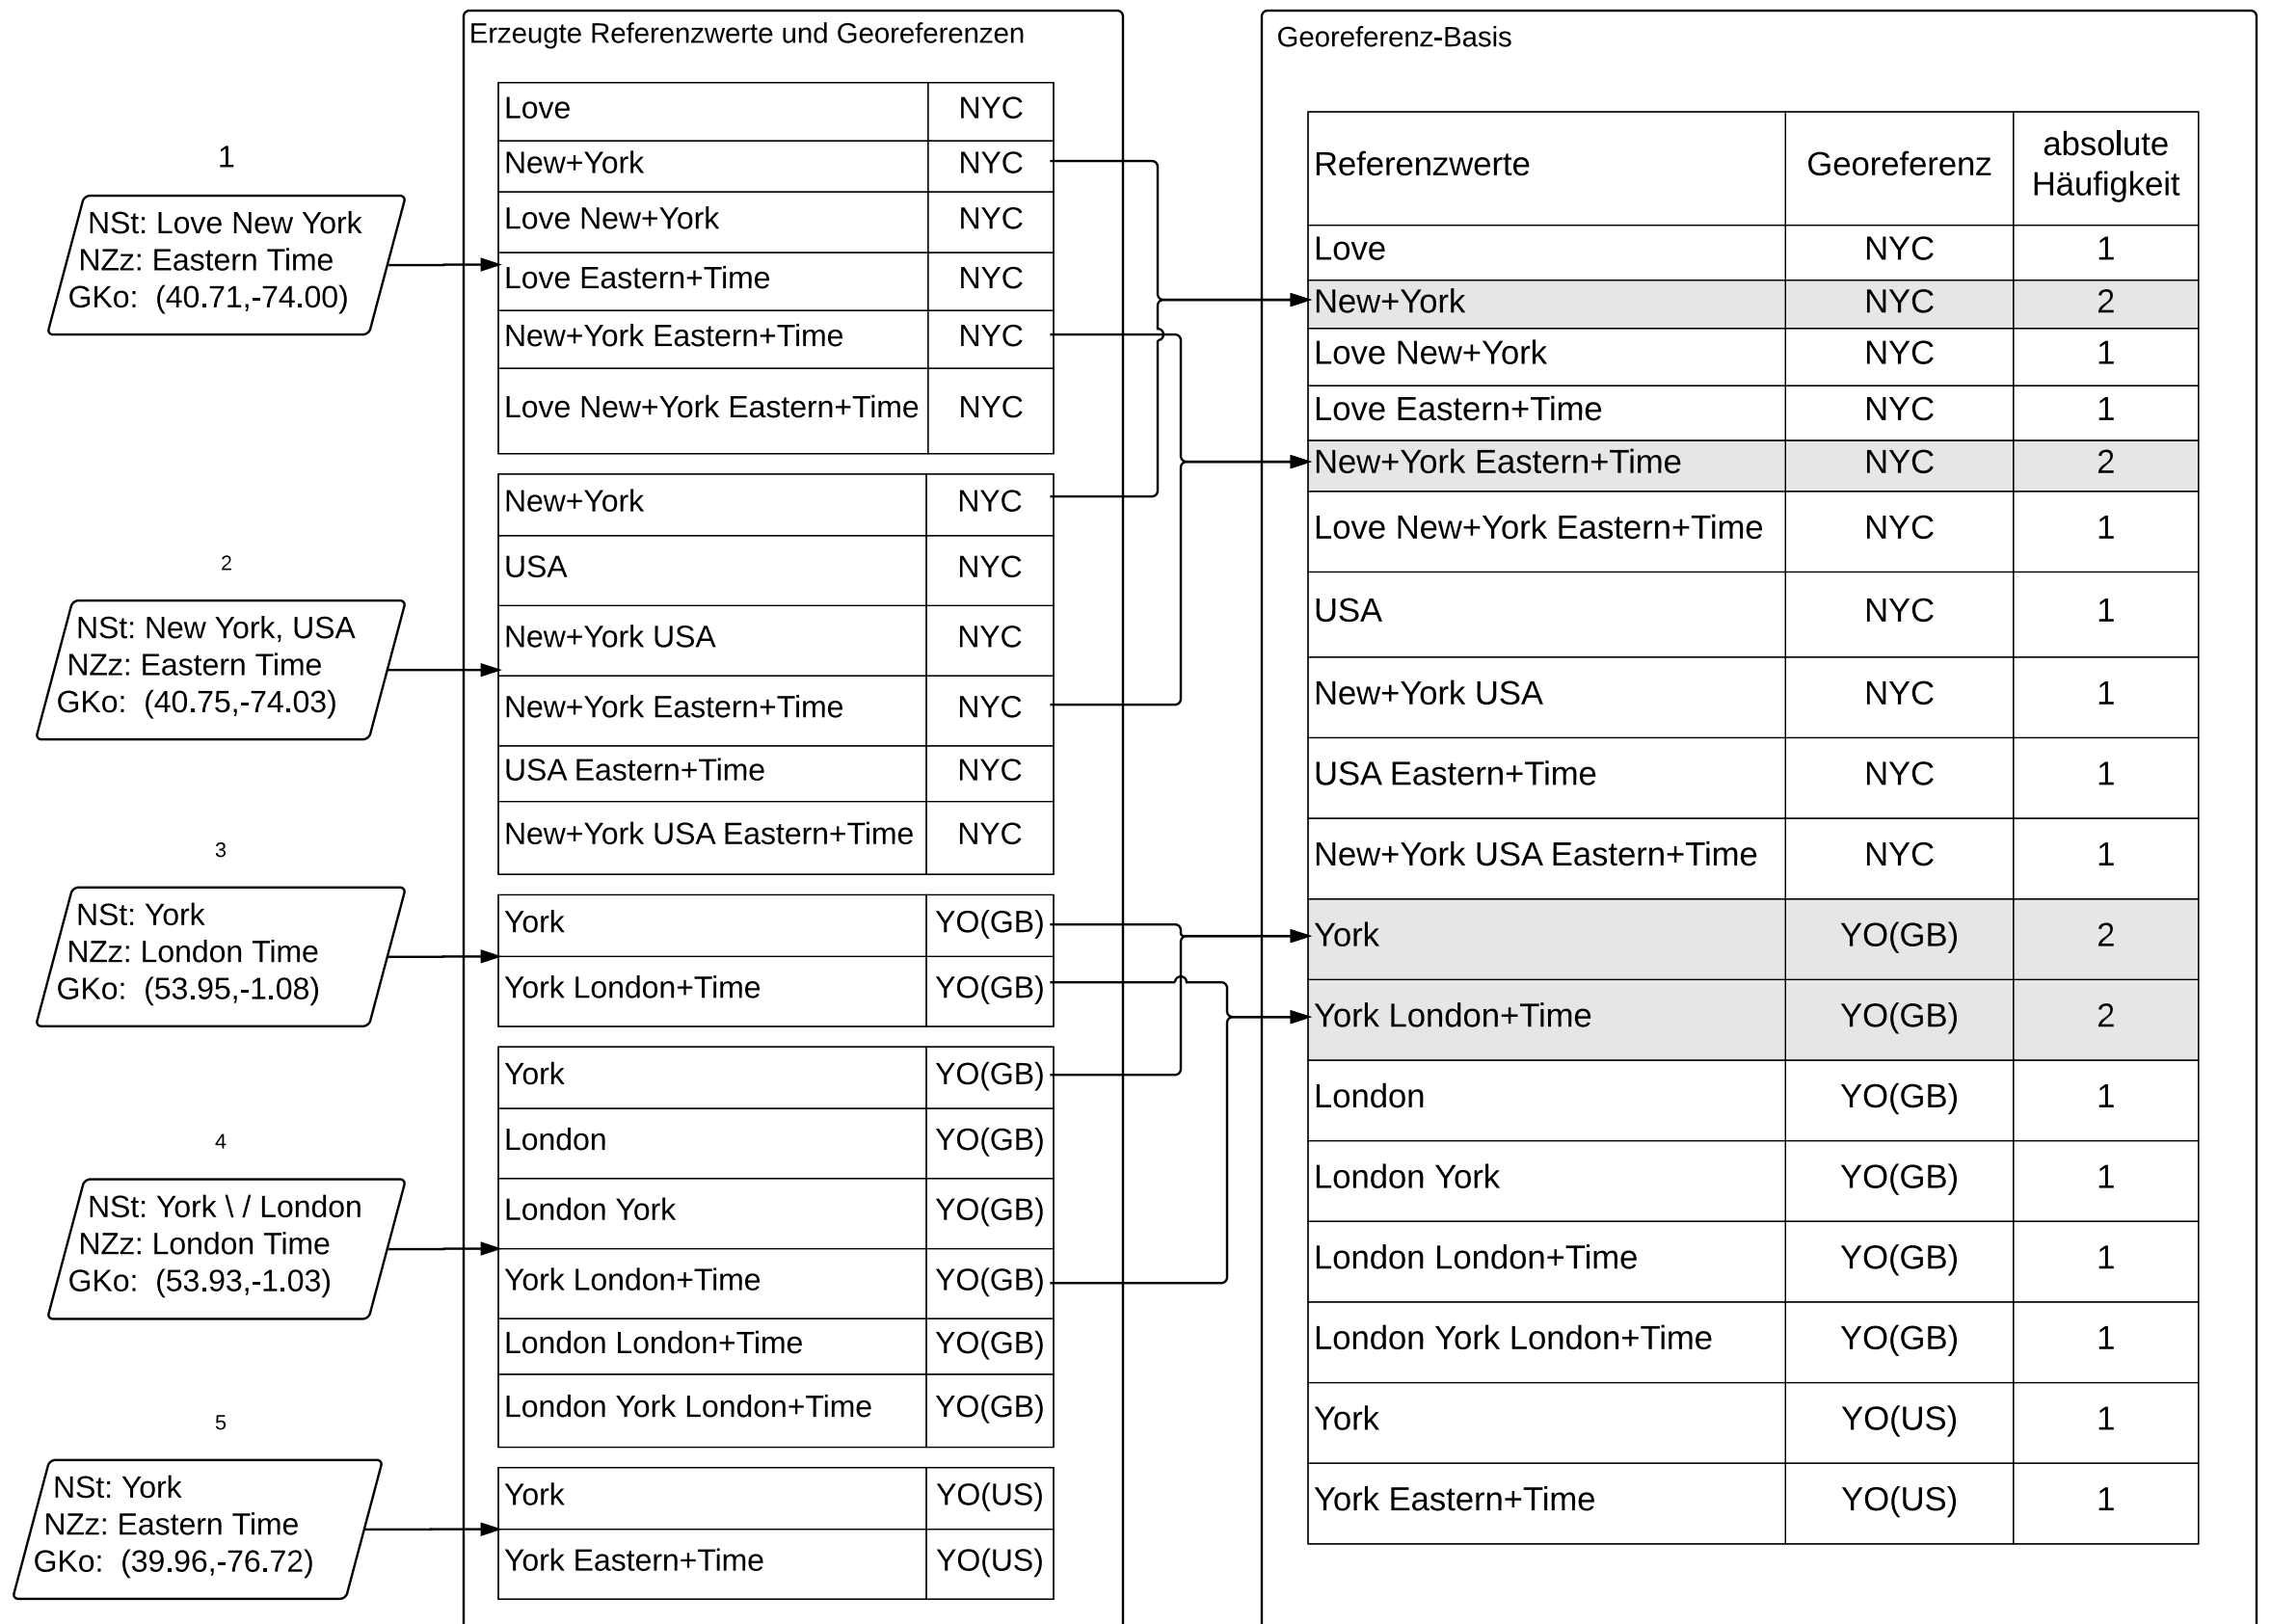 Erzeugte Referenzwerte und Georeferenzen
1
NSt: Love New York
NZz: Eastern Time
GKo: (40.71,-74.00)
Love NYC
New+York NYC
Love New+York NYC
Love Eastern+Time NYC
New+York Eastern+Time NYC
Love New+York Eastern+Time NYC
2
NSt: New York, USA
NZz: Eastern Time
GKo: (40.75,-74.03)
New+York NYC
USA NYC
New+York USA NYC
New+York Eastern+Time NYC
USA Eastern+Time NYC
New+York USA Eastern+Time NYC
3
NSt: York
NZz: London Time
GKo: (53.95,-1.08)
York YO(GB)
York London+Time YO(GB)
4
NSt: York \ / London
NZz: London Time
GKo: (53.93,-1.03)
York YO(GB)
London YO(GB)
London York YO(GB)
York London+Time YO(GB)
London London+Time YO(GB)
London York London+Time YO(GB)
5
NSt: York
NZz: Eastern Time
GKo: (39.96,-76.72)
York YO(US)
York Eastern+Time YO(US)
Georeferenz-Basis
Referenzwerte Georeferenz absolute
Häufigkeit
Love NYC 1
New+York NYC 2
Love New+York NYC 1
Love Eastern+Time NYC 1
New+York Eastern+Time NYC 2
Love New+York Eastern+Time NYC 1
USA NYC 1
New+York USA NYC 1
USA Eastern+Time NYC 1
New+York USA Eastern+Time NYC 1
York YO(GB) 2
York London+Time YO(GB) 2
London YO(GB) 1
London York YO(GB) 1
London London+Time YO(GB) 1
London York London+Time YO(GB) 1
York YO(US) 1
York Eastern+Time YO(US) 1